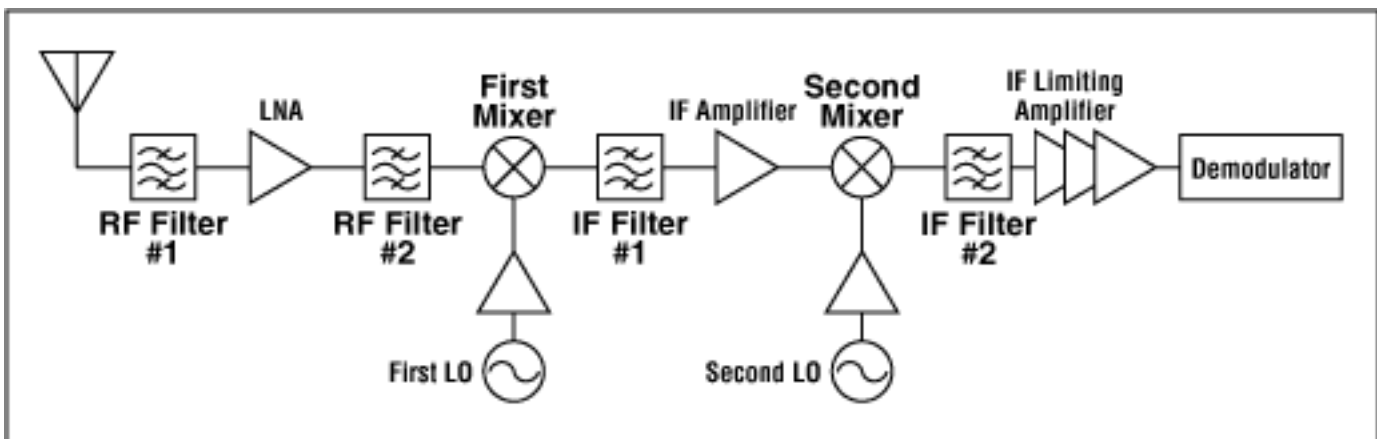 LNA
First
Mixer
IF Amplifier
Second
Mixer
IF Limiting
Amplifier
Demodulator
RF Filter
#1
RF Filter
#2
IF Filter
#1
IF Filter
#2
First LO
Second LO